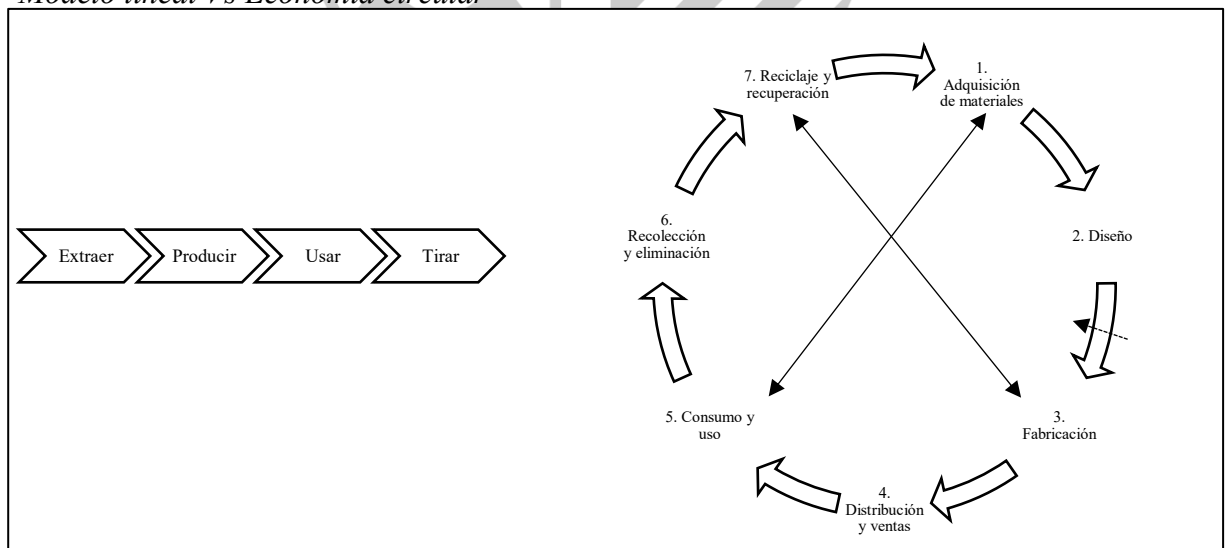 Modelo lineal Vs Economía circular
Extraer
Producir
Usar
Tirar
1.
Adquisición
de materiales
2. Diseño
3.
Fabricación
4.
Distribución
y ventas
5. Consumo y
uso
6.
Recolección
y eliminación
7. Reciclaje y
recuperación